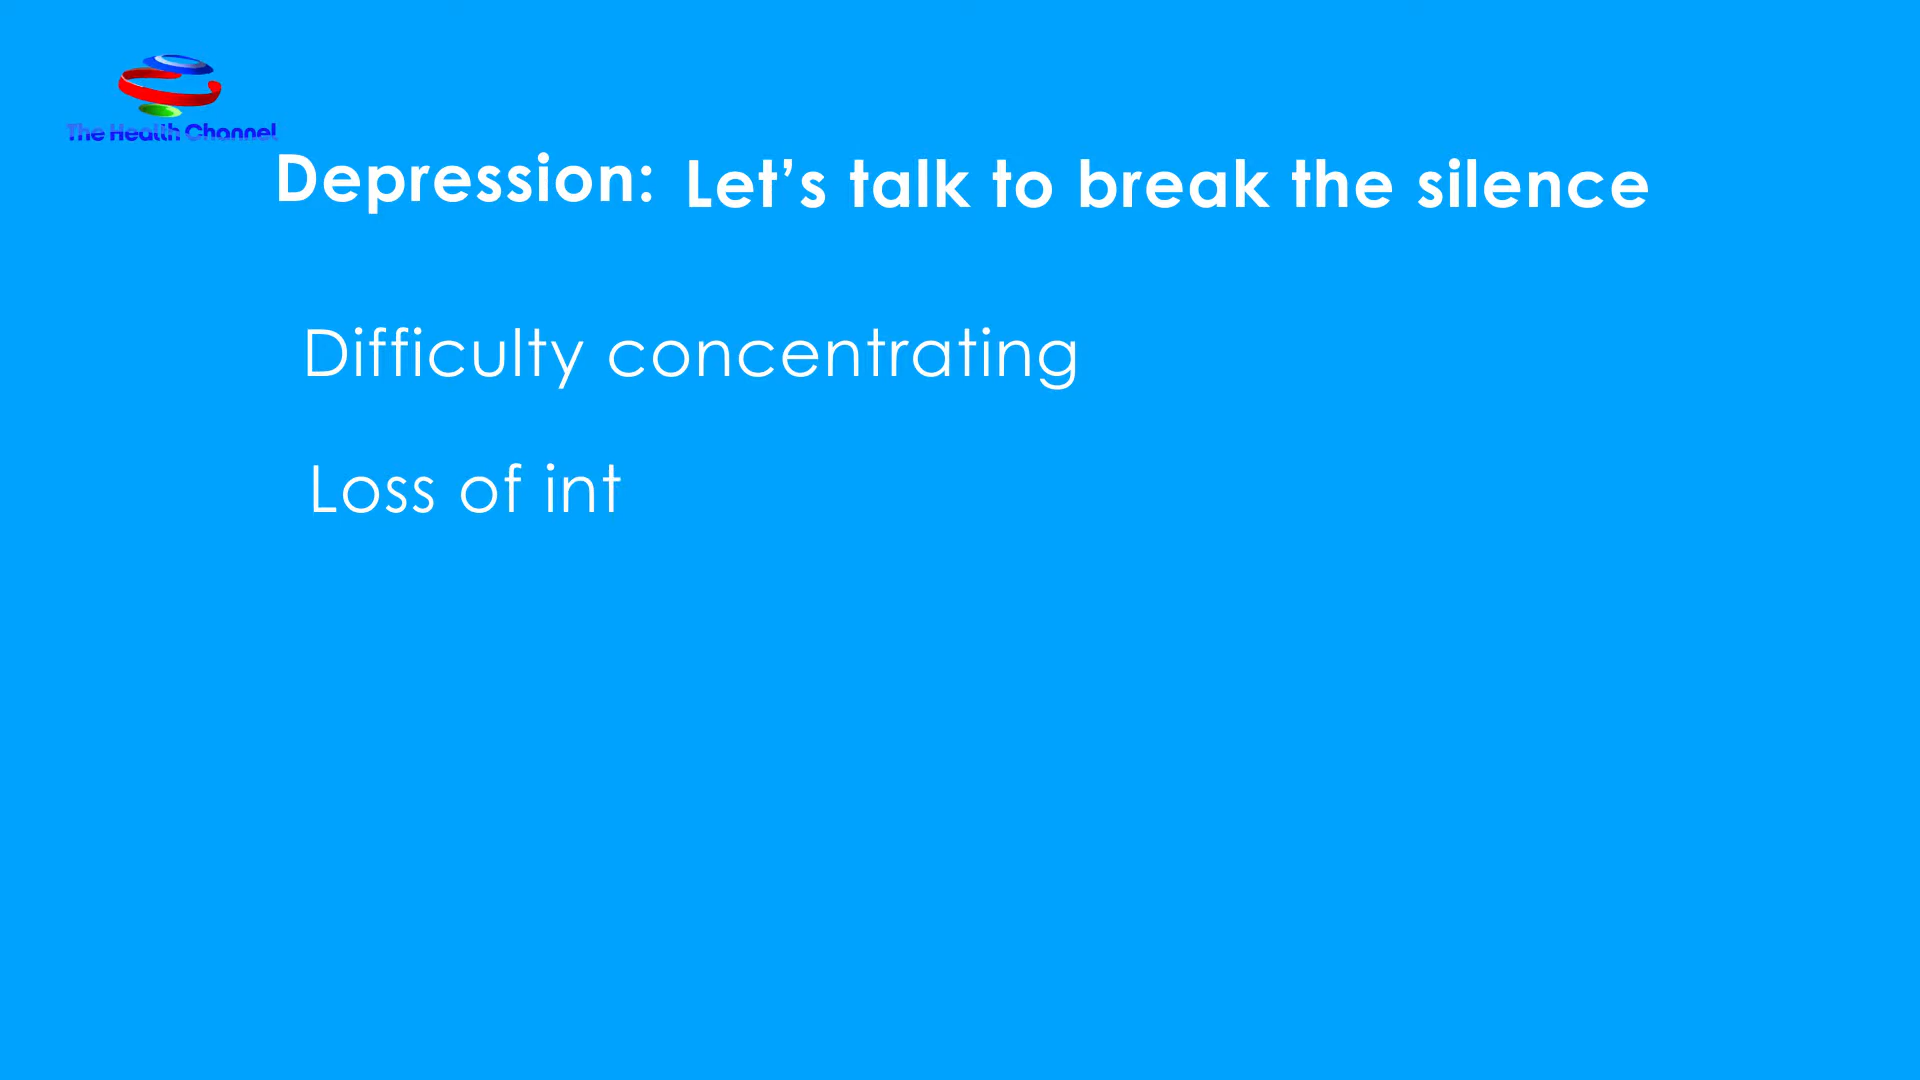 The Health Channel
Depression: Let’s talk to break the silence
Difficulty concentrating
Loss of int